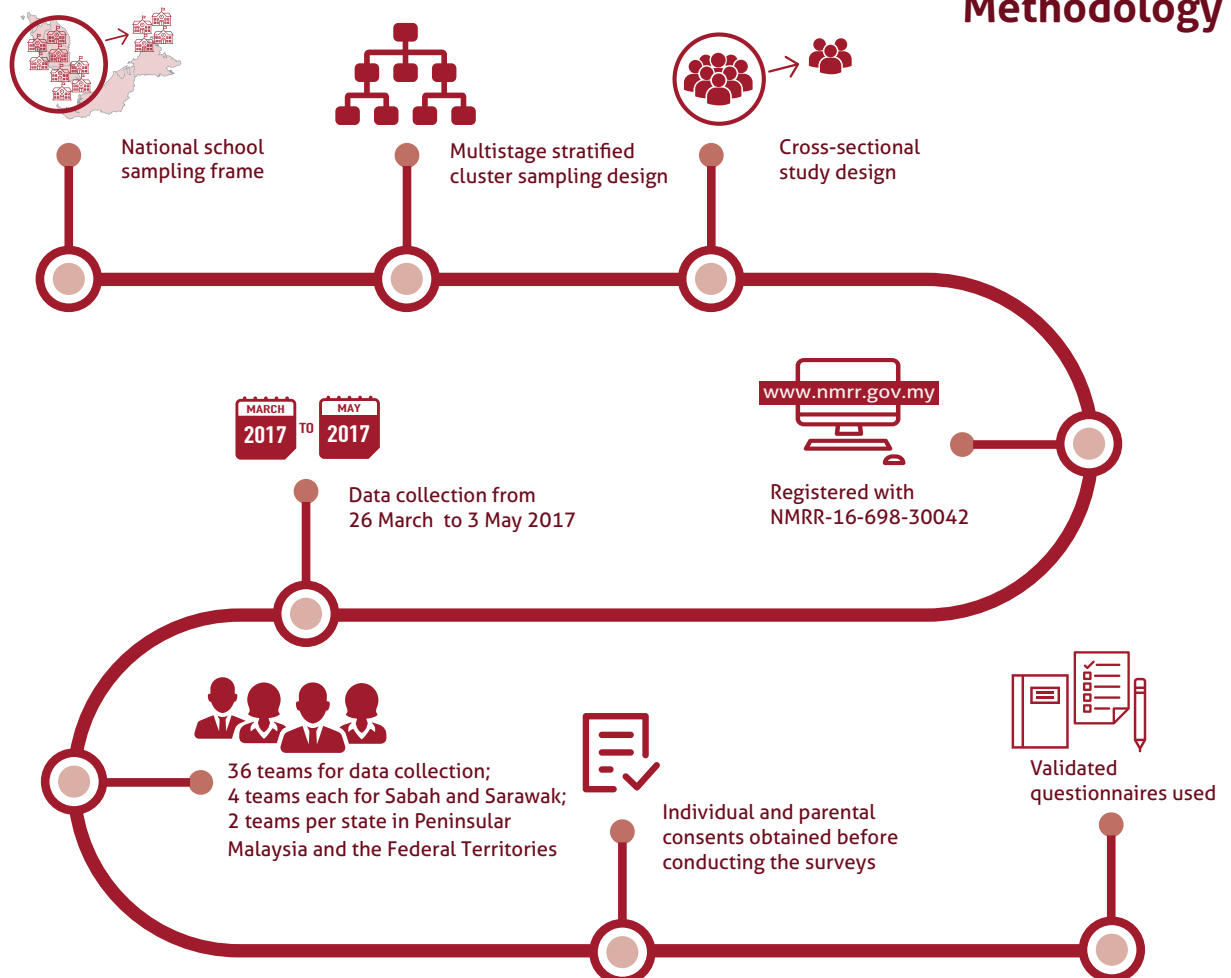 Methodology
National school
sampling frame
Multistage stratified
cluster sampling design
Cross-sectional
study design
www.nmrr.gov.my
Registered with
NMRR-16-698-30042
MARCH
2017
TO
MAY
2017
Data collection from
26 March to 3 May 2017
36 teams for data collection;
4 teams each for Sabah and Sarawak;
2 teams per state in Peninsular
Malaysia and the Federal Territories
Individual and parental
consents obtained before
conducting the surveys
Validated
questionnaires used